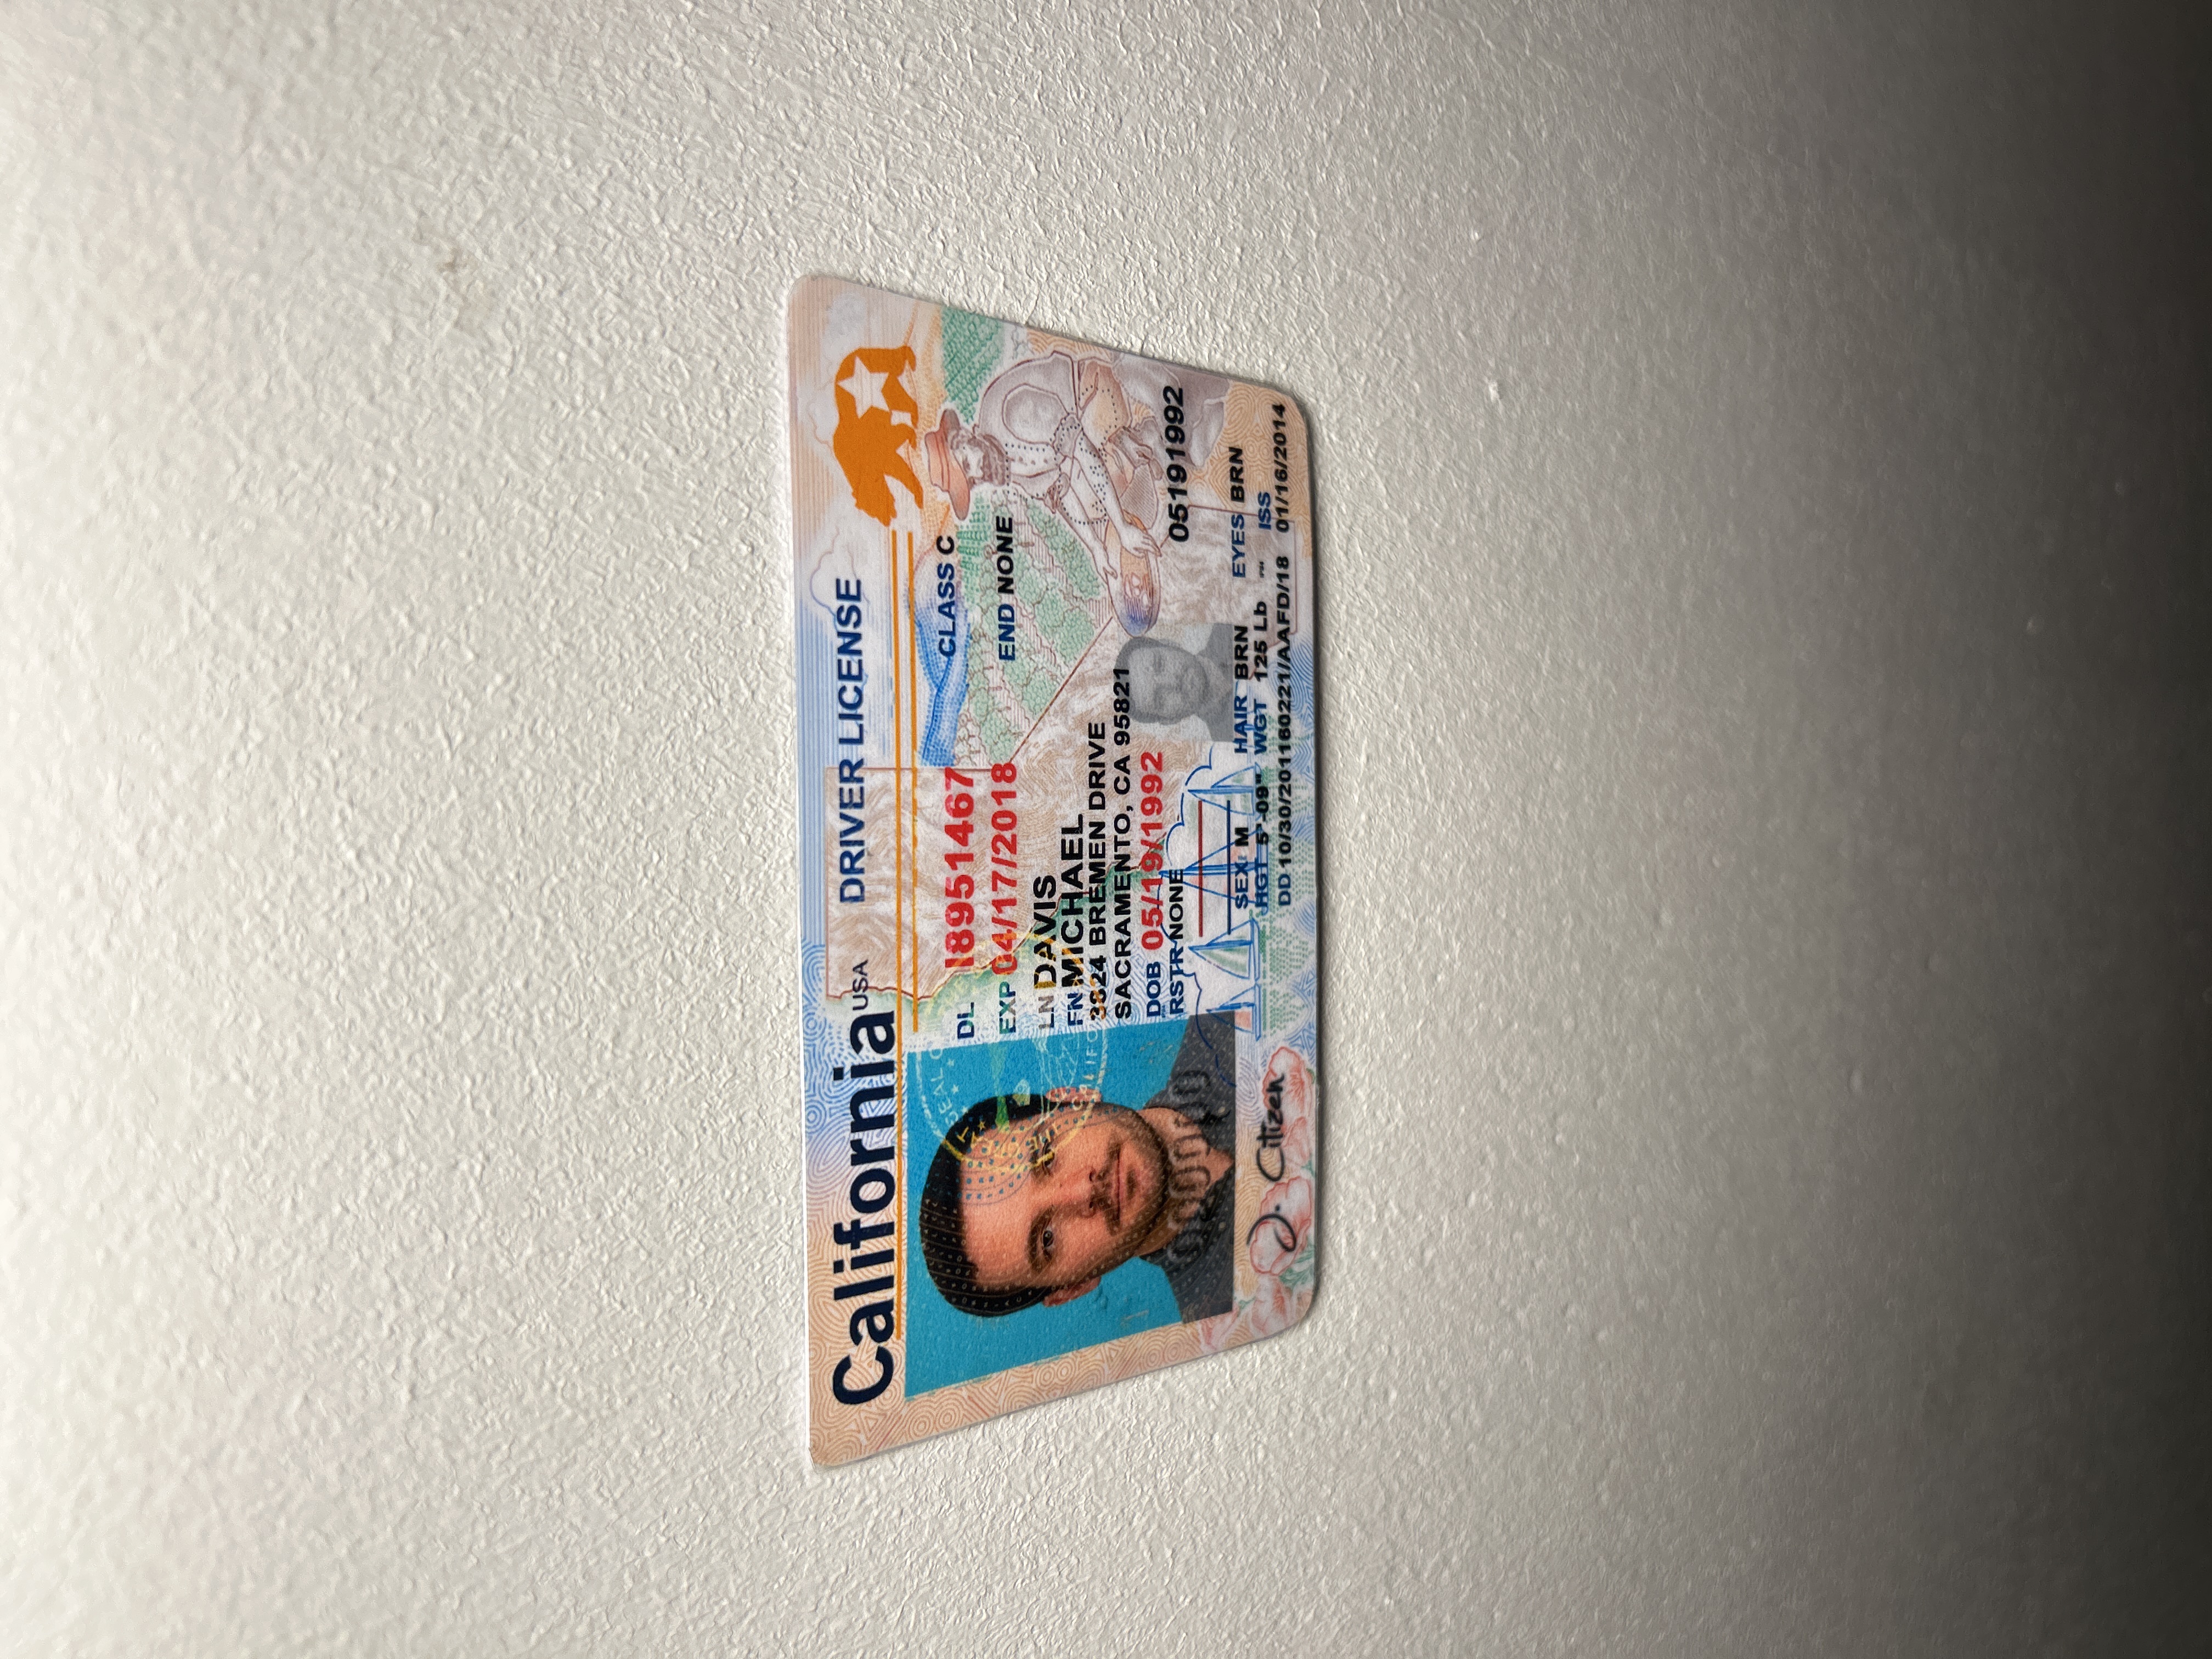 California USA DRIVER LICENSE
DL I8951467 CLASS C
EXP 04/17/2018 END NONE
LN DAVIS
FN MICHAEL
3824 BREMEN DRIVE
SACRAMENTO, CA 95821
DOB 05/19/1992
RSTR NONE 05191992
SEX M HAIR BRN EYES BRN
HGT 5'-09" WGT 125 Lb ISS
DD 10/30/201160221/AAFD/18 01/16/2014
J. Citizen